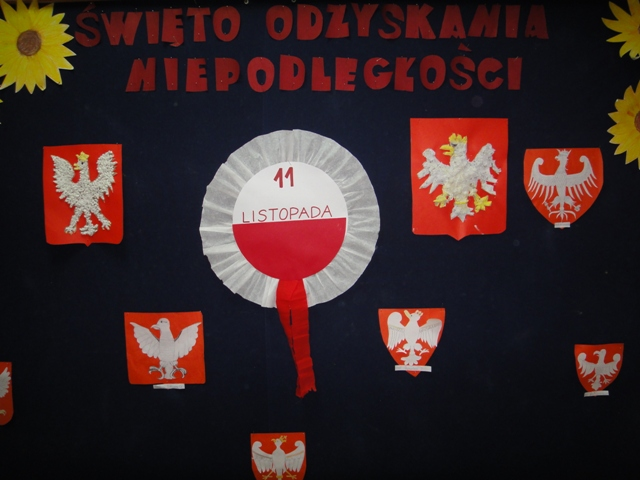 ŚWIĘTO ODZYSKANIA
NIEPODLEGŁOŚCI
11
LISTOPADA